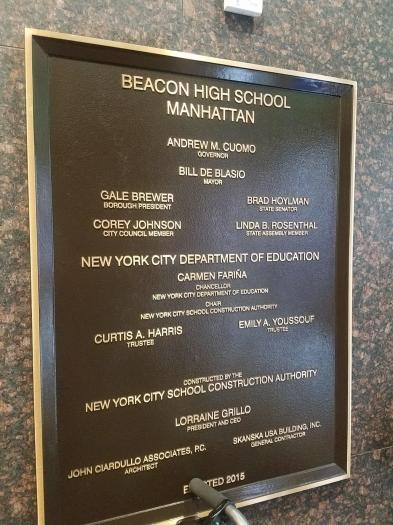 BEACON HIGH SCHOOL
MANHATTAN
ANDREW M. CUOMO
GOVERNOR
BILL DE BLASIO
MAYOR
GALE BREWER
BOROUGH PRESIDENT
BRAD HOYLMAN
STATE SENATOR
COREY JOHNSON
CITY COUNCIL MEMBER
LINDA B. ROSENTHAL
STATE ASSEMBLY MEMBER
NEW YORK CITY DEPARTMENT OF EDUCATION
CARMEN FARIÑA
CHANCELLOR
NEW YORK CITY DEPARTMENT OF EDUCATION
CHAIR
NEW YORK CITY SCHOOL CONSTRUCTION AUTHORITY
CURTIS A. HARRIS
TRUSTEE
EMILY A. YOUSSOUF
TRUSTEE
CONSTRUCTED BY THE
NEW YORK CITY SCHOOL CONSTRUCTION AUTHORITY
LORRAINE GRILLO
PRESIDENT AND CEO
JOHN CIARDULLO ASSOCIATES, P.C.
ARCHITECT
SKANSKA USA BUILDING, INC.
GENERAL CONTRACTOR
2015